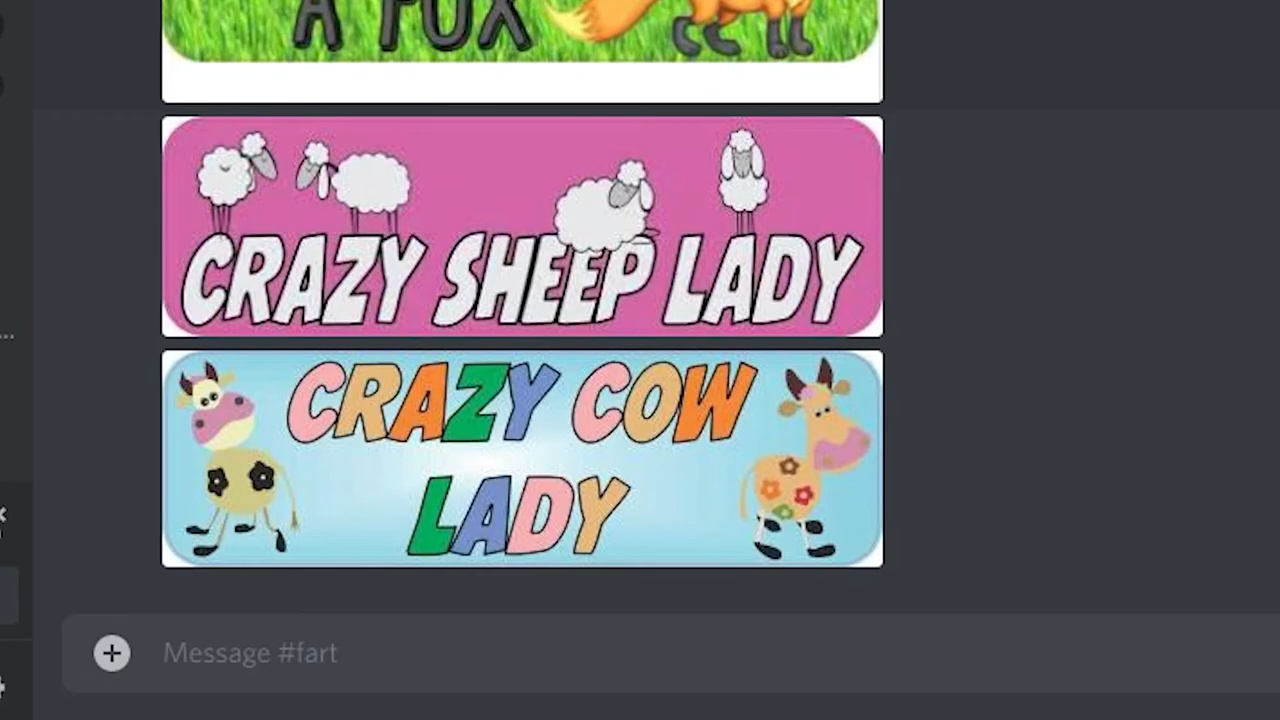 A FOX
CRAZY SHEEP LADY
CRAZY COW
LADY
Message #fart